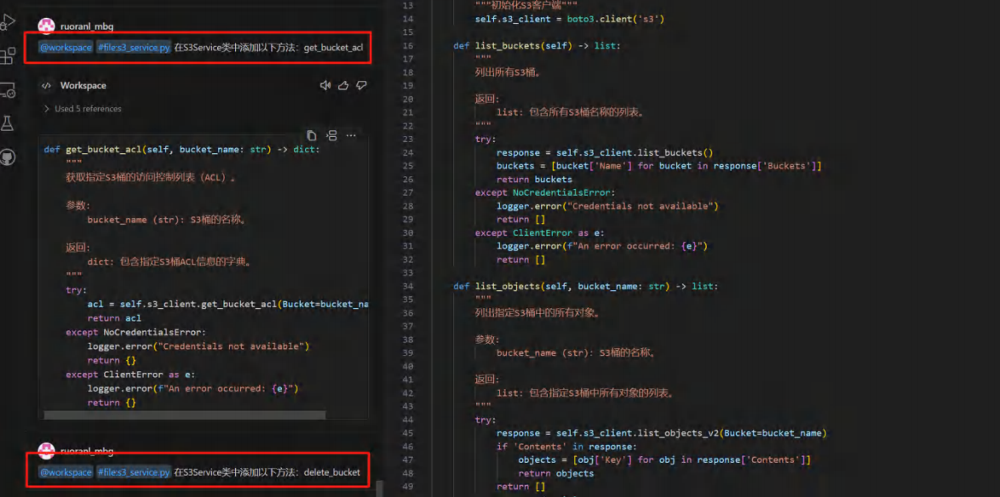 ruoranl_mbg
@workspace #file:s3_service.py 在S3Service类中添加以下方法：get_bucket_acl
Workspace
Used 5 references
def get_bucket_acl(self, bucket_name: str) -> dict:
"""
获取指定S3桶的访问控制列表（ACL）。
参数:
bucket_name (str): S3桶的名称。
返回:
dict: 包含指定S3桶ACL信息的字典。
"""
try:
acl = self.s3_client.get_bucket_acl(Bucket=bucket_na
return acl
except NoCredentialsError:
logger.error("Credentials not available")
return {}
except ClientError as e:
logger.error(f"An error occurred: {e}")
return {}
ruoranl_mbg
@workspace #file:s3_service.py 在S3Service类中添加以下方法：delete_bucket
13 """初始化S3客户端"""
14 self.s3_client = boto3.client('s3')
15
16 def list_buckets(self) -> list:
17 """
18 列出所有S3桶。
19
20 返回:
21 list: 包含所有S3桶名称的列表。
22 """
23 try:
24 response = self.s3_client.list_buckets()
25 buckets = [bucket['Name'] for bucket in response['Buckets']]
26 return buckets
27 except NoCredentialsError:
28 logger.error("Credentials not available")
29 return []
30 except ClientError as e:
31 logger.error(f"An error occurred: {e}")
32 return []
33
34 def list_objects(self, bucket_name: str) -> list:
35 """
36 列出指定S3桶中的所有对象。
37
38 参数:
39 bucket_name (str): S3桶的名称。
40
41 返回:
42 list: 包含指定S3桶中所有对象的列表。
43 """
44 try:
45 response = self.s3_client.list_objects_v2(Bucket=bucket_name)
46 if 'Contents' in response:
47 objects = [obj['Key'] for obj in response['Contents']]
48 return objects
49 return []